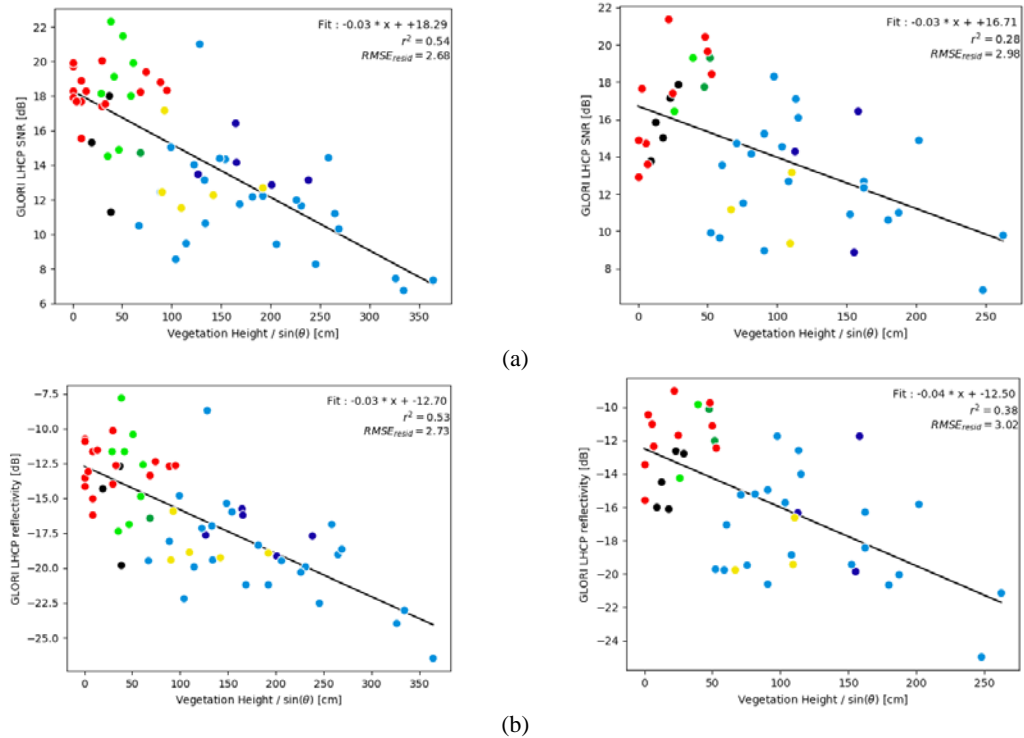 Fit : -0.03 * x + +18.29
r² = 0.54
RMSE_resid = 2.68
GLORI LHCP SNR [dB]
22
20
18
16
14
12
10
8
6
0 50 100 150 200 250 300 350
Vegetation Height / sin(θ) [cm]
Fit : -0.03 * x + +16.71
r² = 0.28
RMSE_resid = 2.98
GLORI LHCP SNR [dB]
22
20
18
16
14
12
10
8
0 50 100 150 200 250
Vegetation Height / sin(θ) [cm]
(a)
Fit : -0.03 * x + -12.70
r² = 0.53
RMSE_resid = 2.73
GLORI LHCP reflectivity [dB]
−7.5
−10.0
−12.5
−15.0
−17.5
−20.0
−22.5
−25.0
0 50 100 150 200 250 300 350
Vegetation Height / sin(θ) [cm]
Fit : -0.04 * x + -12.50
r² = 0.38
RMSE_resid = 3.02
GLORI LHCP reflectivity [dB]
−10
−12
−14
−16
−18
−20
−22
−24
0 50 100 150 200 250
Vegetation Height / sin(θ) [cm]
(b)